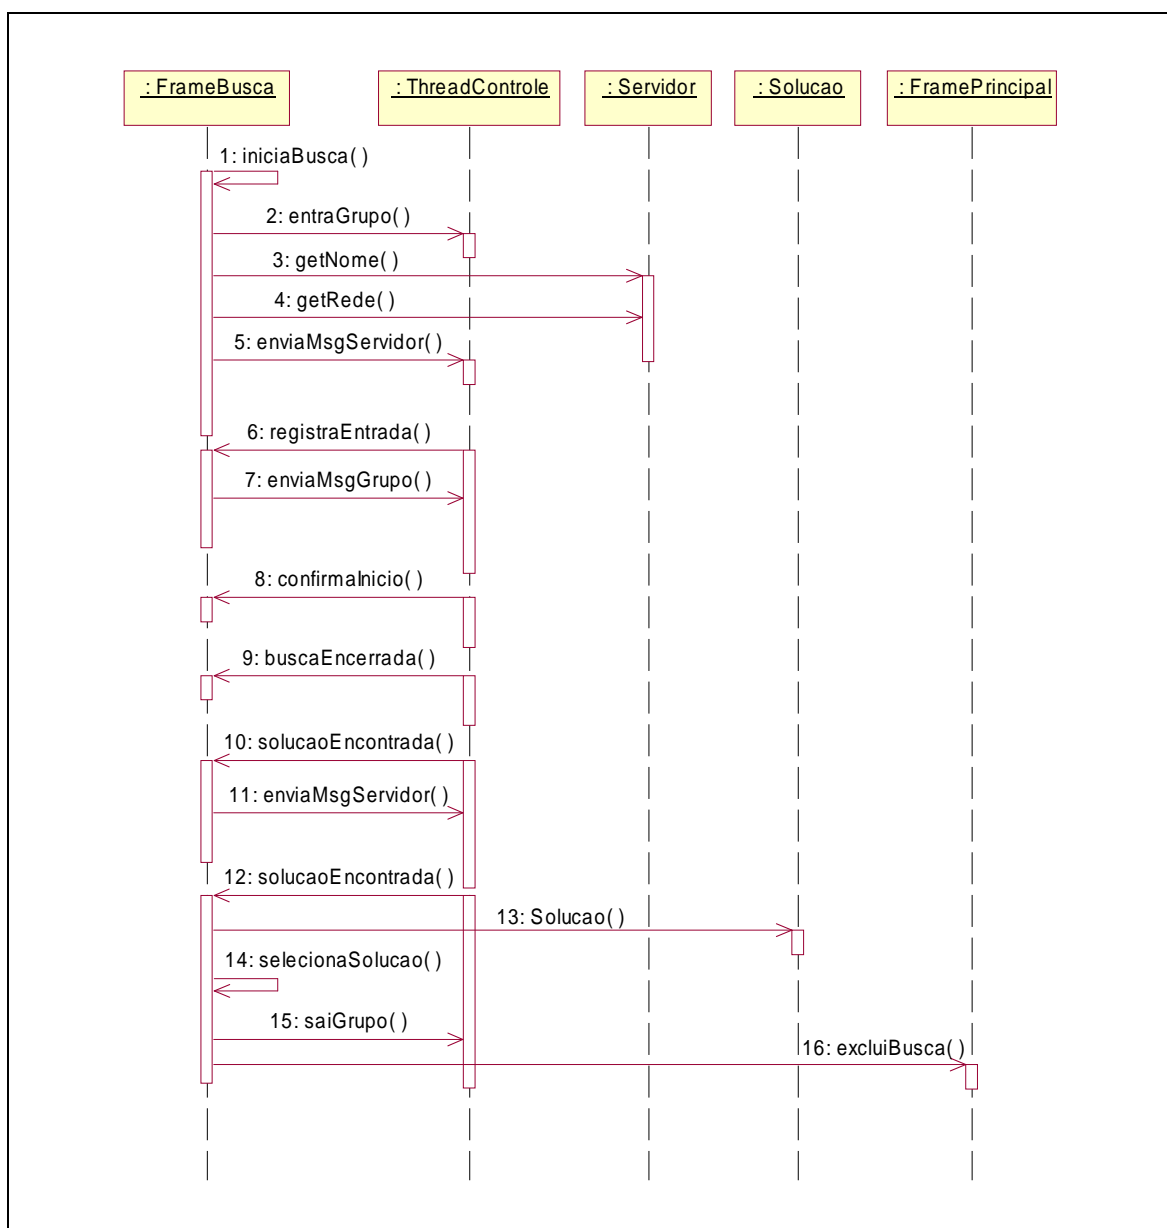 : FrameBusca
: ThreadControle
: Servidor
: Solucao
: FramePrincipal
1: iniciaBusca( )
2: entraGrupo( )
3: getNome( )
4: getRede( )
5: enviaMsgServidor( )
6: registraEntrada( )
7: enviaMsgGrupo( )
8: confirmaInicio( )
9: buscaEncerrada( )
10: solucaoEncontrada( )
11: enviaMsgServidor( )
12: solucaoEncontrada( )
13: Solucao( )
14: selecionaSolucao( )
15: saiGrupo( )
16: excluiBusca( )